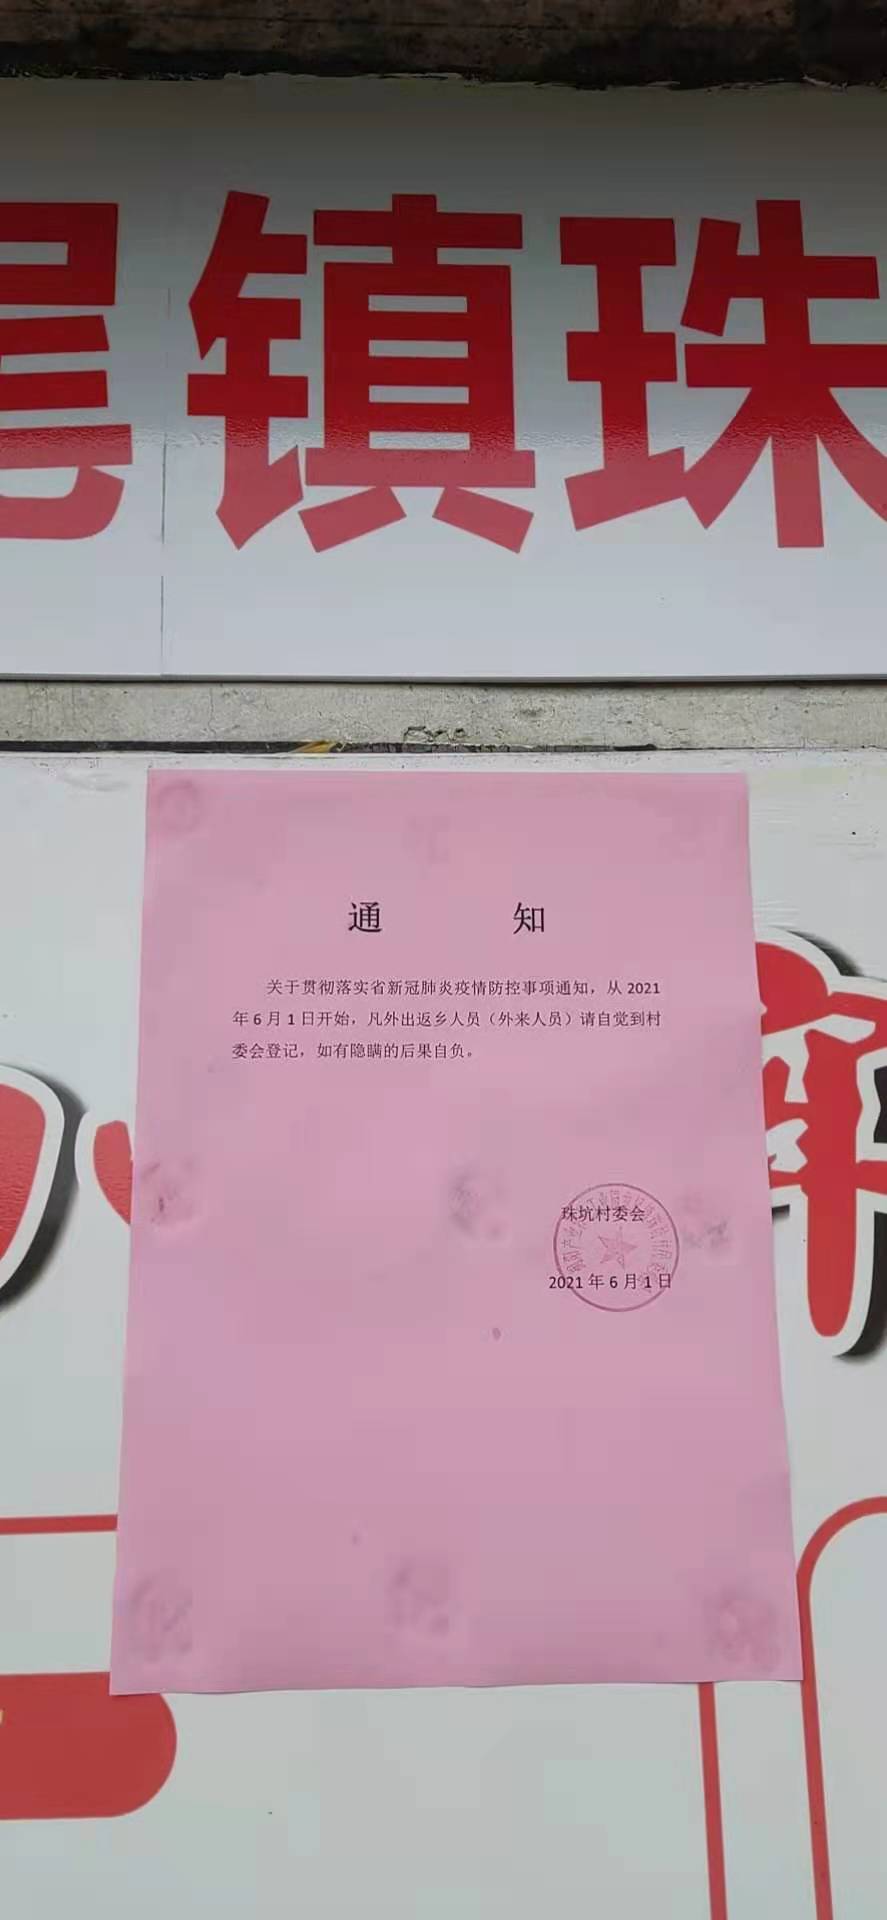 尾镇珠
通 知
关于贯彻落实省新冠肺炎疫情防控事项通知，从 2021
年 6 月 1 日开始，凡外出返乡人员（外来人员）请自觉到村
委会登记，如有隐瞒的后果自负。
珠坑村委会
2021 年 6 月 1 日